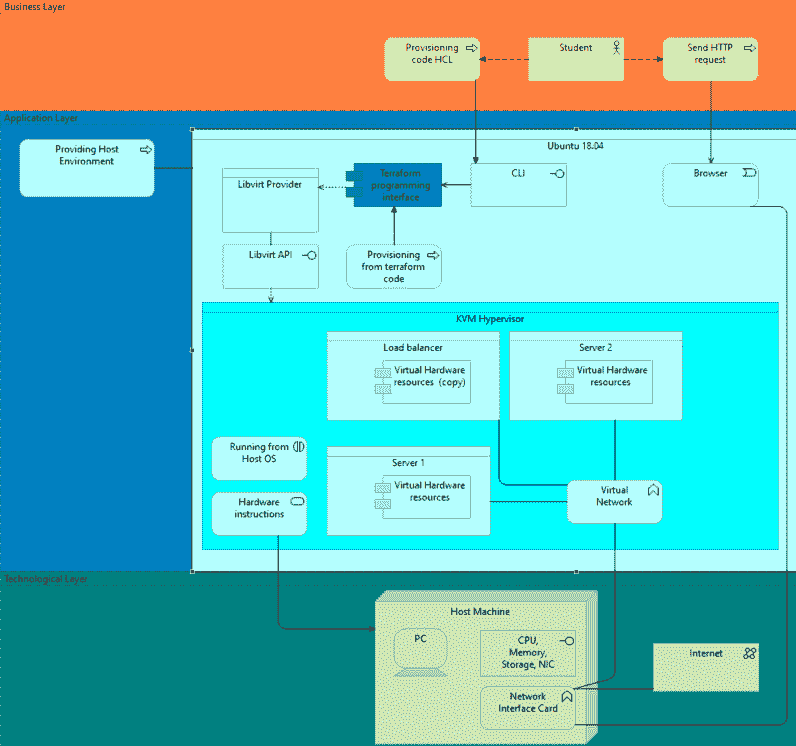 Business Layer
Provisioning
code HCL
Student
Send HTTP
request
Application Layer
Providing Host
Environment
Ubuntu 18.04
Libvirt Provider
Terraform
programming
interface
CLI
Browser
Libvirt API
Provisioning
from terraform
code
KVM Hypervisor
Load balancer
Virtual Hardware
resources (copy)
Server 2
Virtual Hardware
resources
Running from
Host OS
Server 1
Virtual Hardware
resources
Hardware
instructions
Virtual
Network
Technological Layer
Host Machine
PC
CPU,
Memory,
Storage, NIC
Internet
Network
Interface Card